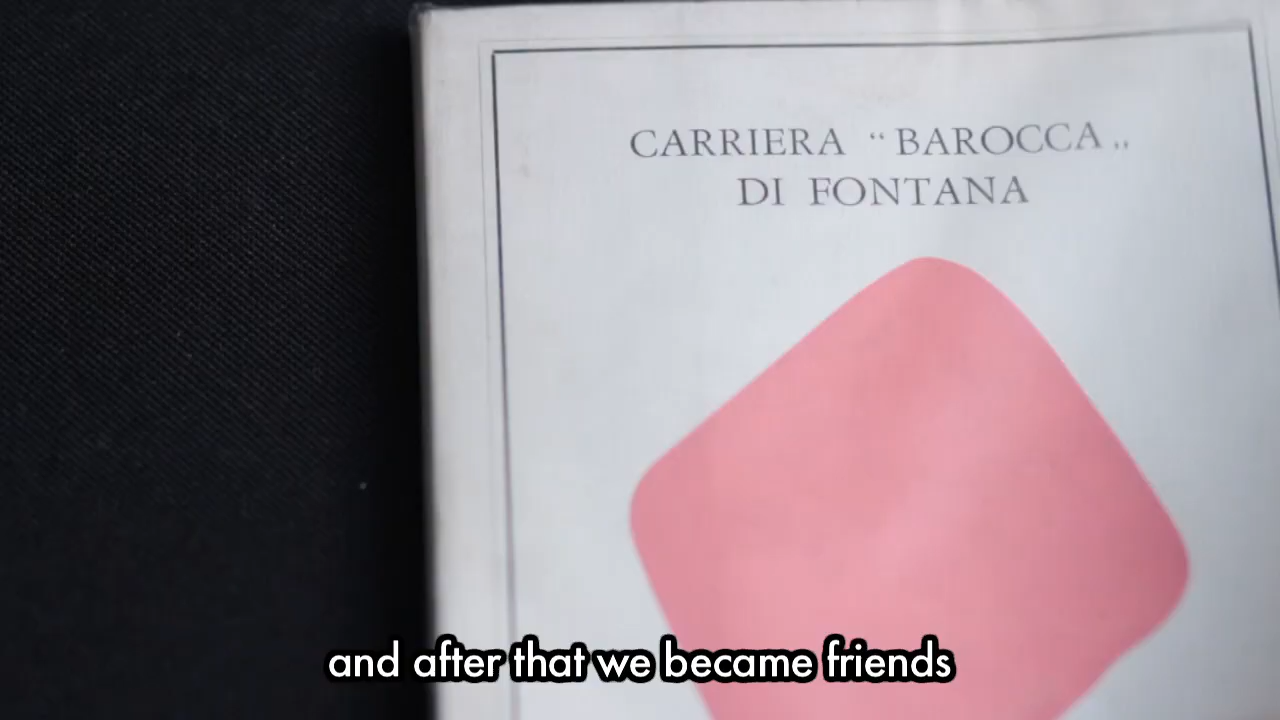 CARRIERA “BAROCCA„
DI FONTANA
and after that we became friends